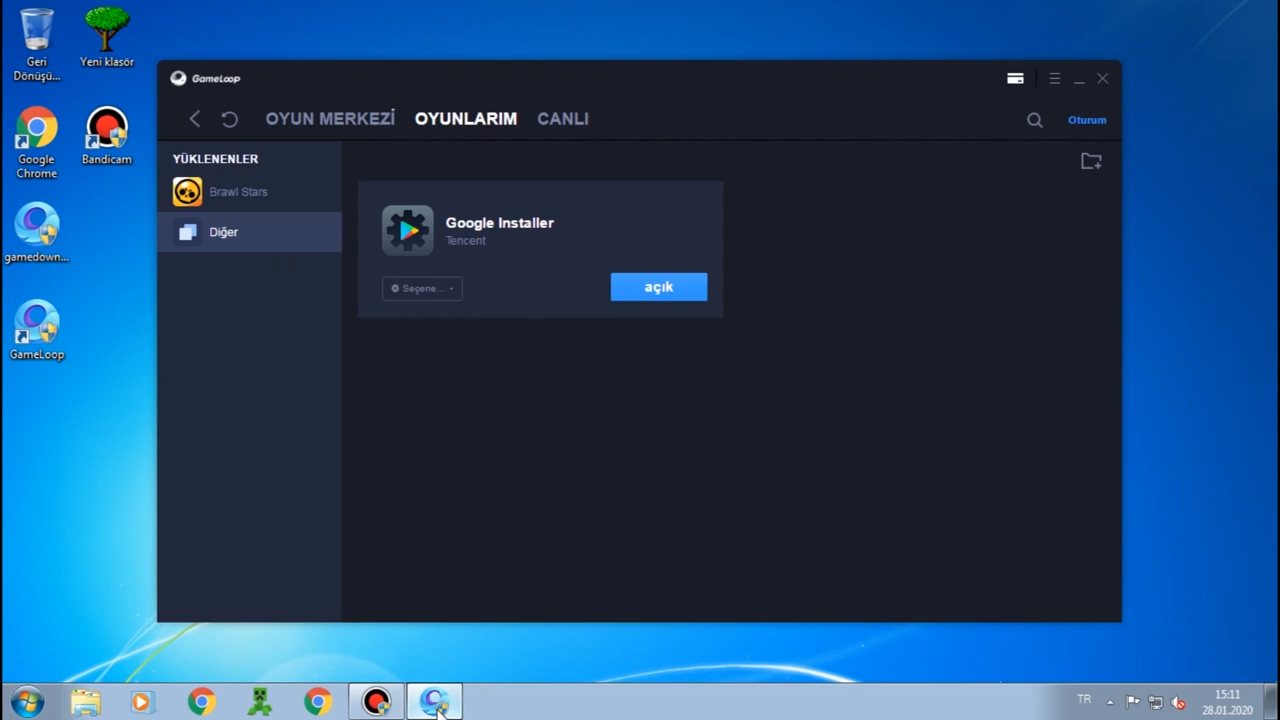 Geri
Dönüşü...
Yeni klasör
Google
Chrome
Bandicam
gamedown...
GameLoop
GameLoop
OYUN MERKEZİ OYUNLARIM CANLI
Oturum
YÜKLENENLER
Brawl Stars
Diğer
Google Installer
Tencent
Seçene...
açık
TR
15:11
28.01.2020